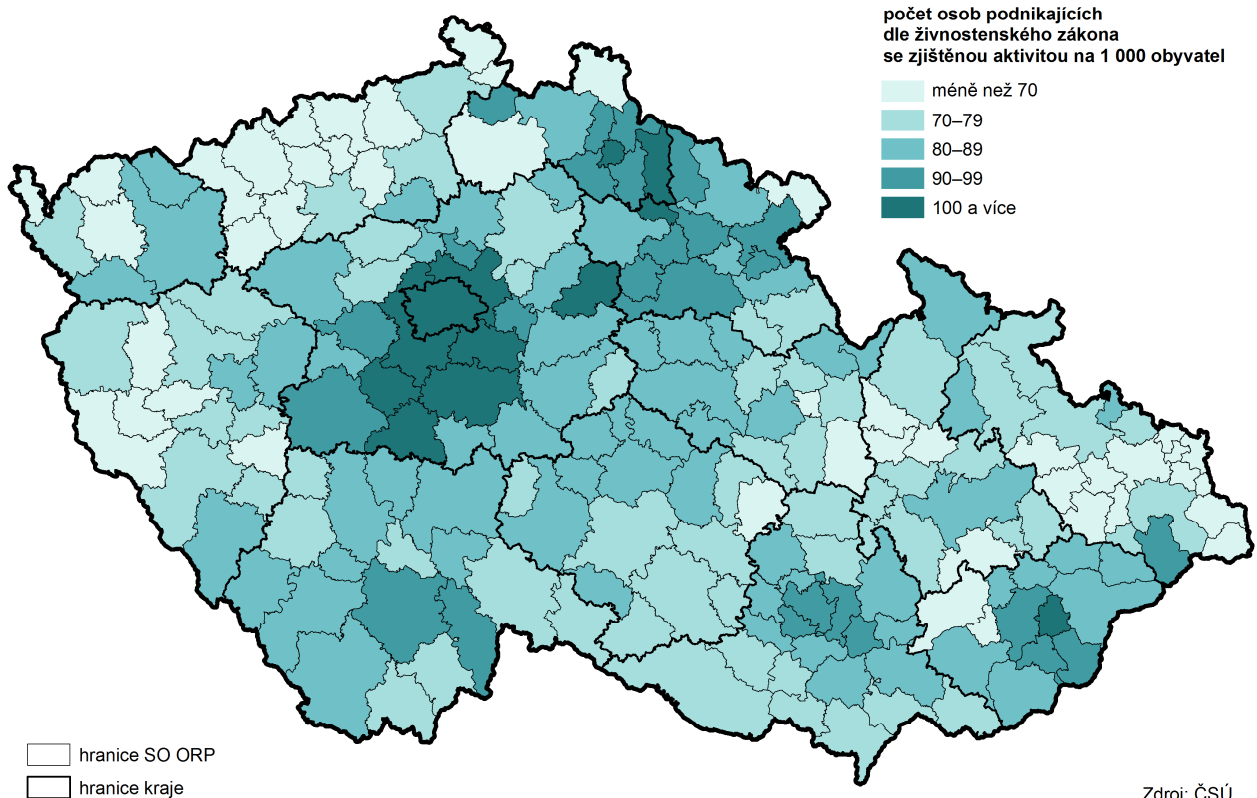 počet osob podnikajících
dle živnostenského zákona
se zjištěnou aktivitou na 1 000 obyvatel
méně než 70
70–79
80–89
90–99
100 a více
hranice SO ORP
hranice kraje
Zdroj: ČSÚ